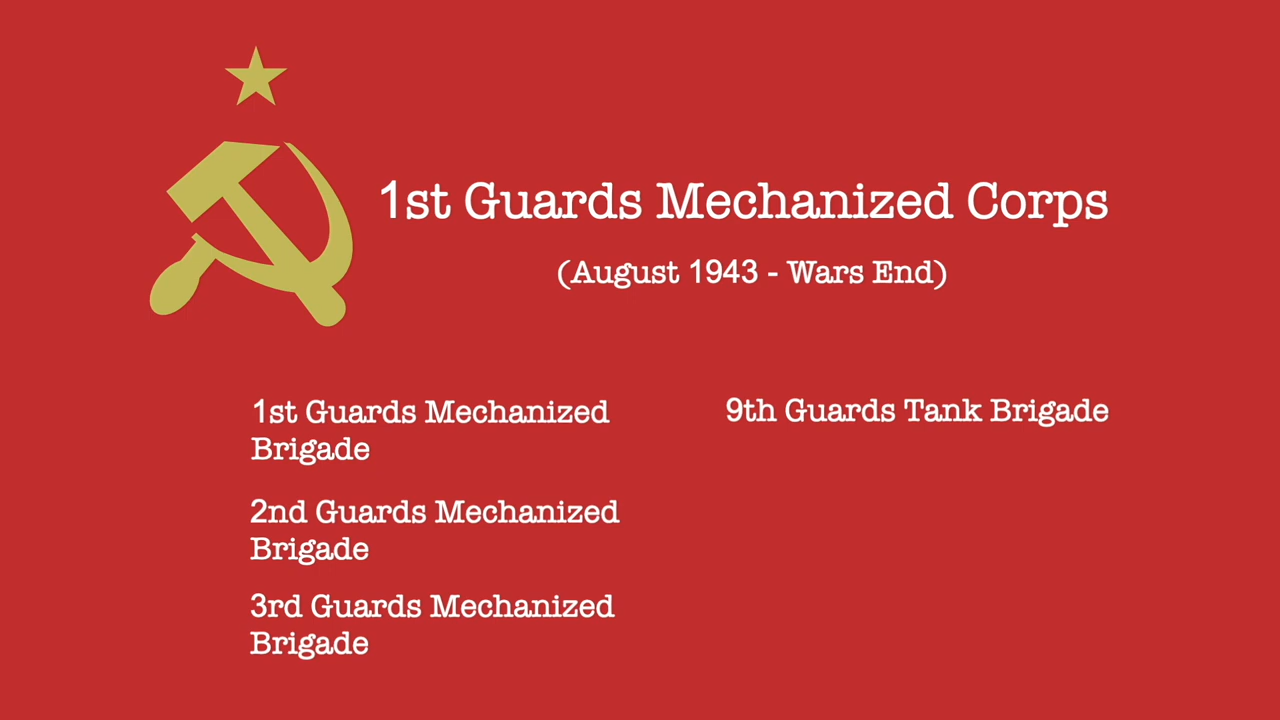 1st Guards Mechanized Corps
(August 1943 - Wars End)
1st Guards Mechanized
Brigade
2nd Guards Mechanized
Brigade
3rd Guards Mechanized
Brigade
9th Guards Tank Brigade